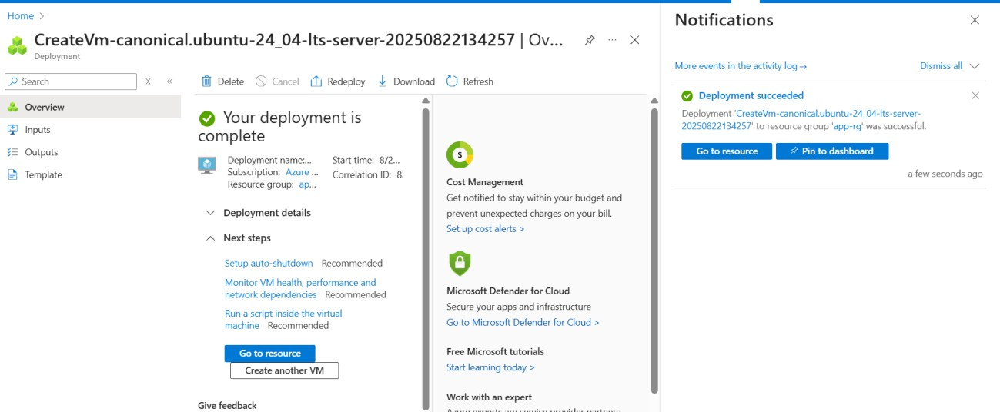 Home >
CreateVm-canonical.ubuntu-24_04-lts-server-20250822134257 | Ov...
Deployment
Search
Delete
Cancel
Redeploy
Download
Refresh
Overview
Inputs
Outputs
Template
Your deployment is
complete
Deployment name:...
Subscription: Azure ...
Resource group: ap...
Start time: 8/2...
Correlation ID: 8
Deployment details
Next steps
Setup auto-shutdown Recommended
Monitor VM health, performance and
network dependencies Recommended
Run a script inside the virtual
machine Recommended
Go to resource
Create another VM
Give feedback
$
Cost Management
Get notified to stay within your budget and
prevent unexpected charges on your bill.
Set up cost alerts >
Microsoft Defender for Cloud
Secure your apps and infrastructure
Go to Microsoft Defender for Cloud >
Free Microsoft tutorials
Start learning today >
Work with an expert
Notifications
More events in the activity log →
Dismiss all
Deployment succeeded
Deployment 'CreateVm-canonical.ubuntu-24_04-lts-server-
20250822134257' to resource group 'app-rg' was successful.
Go to resource
Pin to dashboard
a few seconds ago